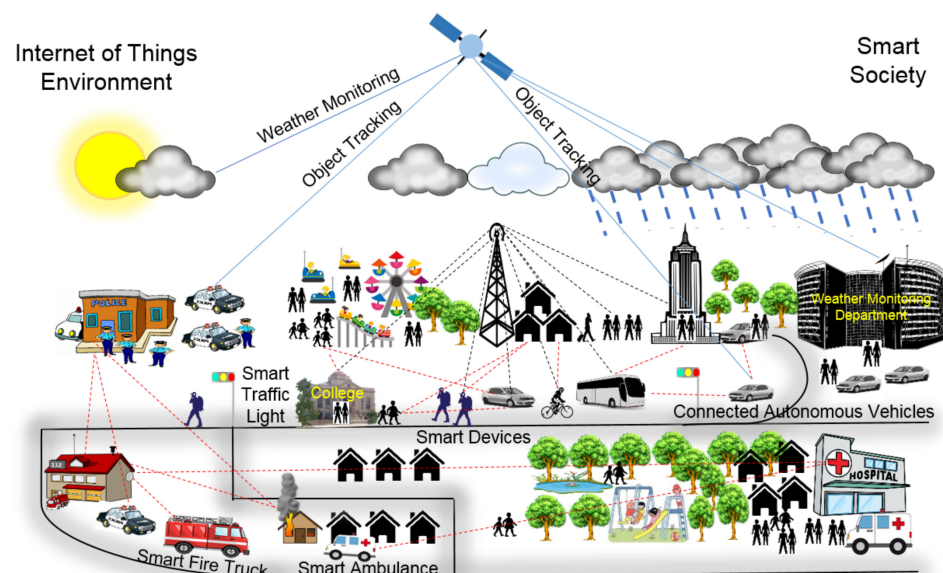 Internet of Things
Environment
Smart
Society
Weather Monitoring
Object Tracking
Object Tracking
POLICE
Weather Monitoring
Department
Smart
Traffic
Light
College
Connected Autonomous Vehicles
Smart Devices
112
HOSPITAL
Smart Fire Truck
Smart Ambulance